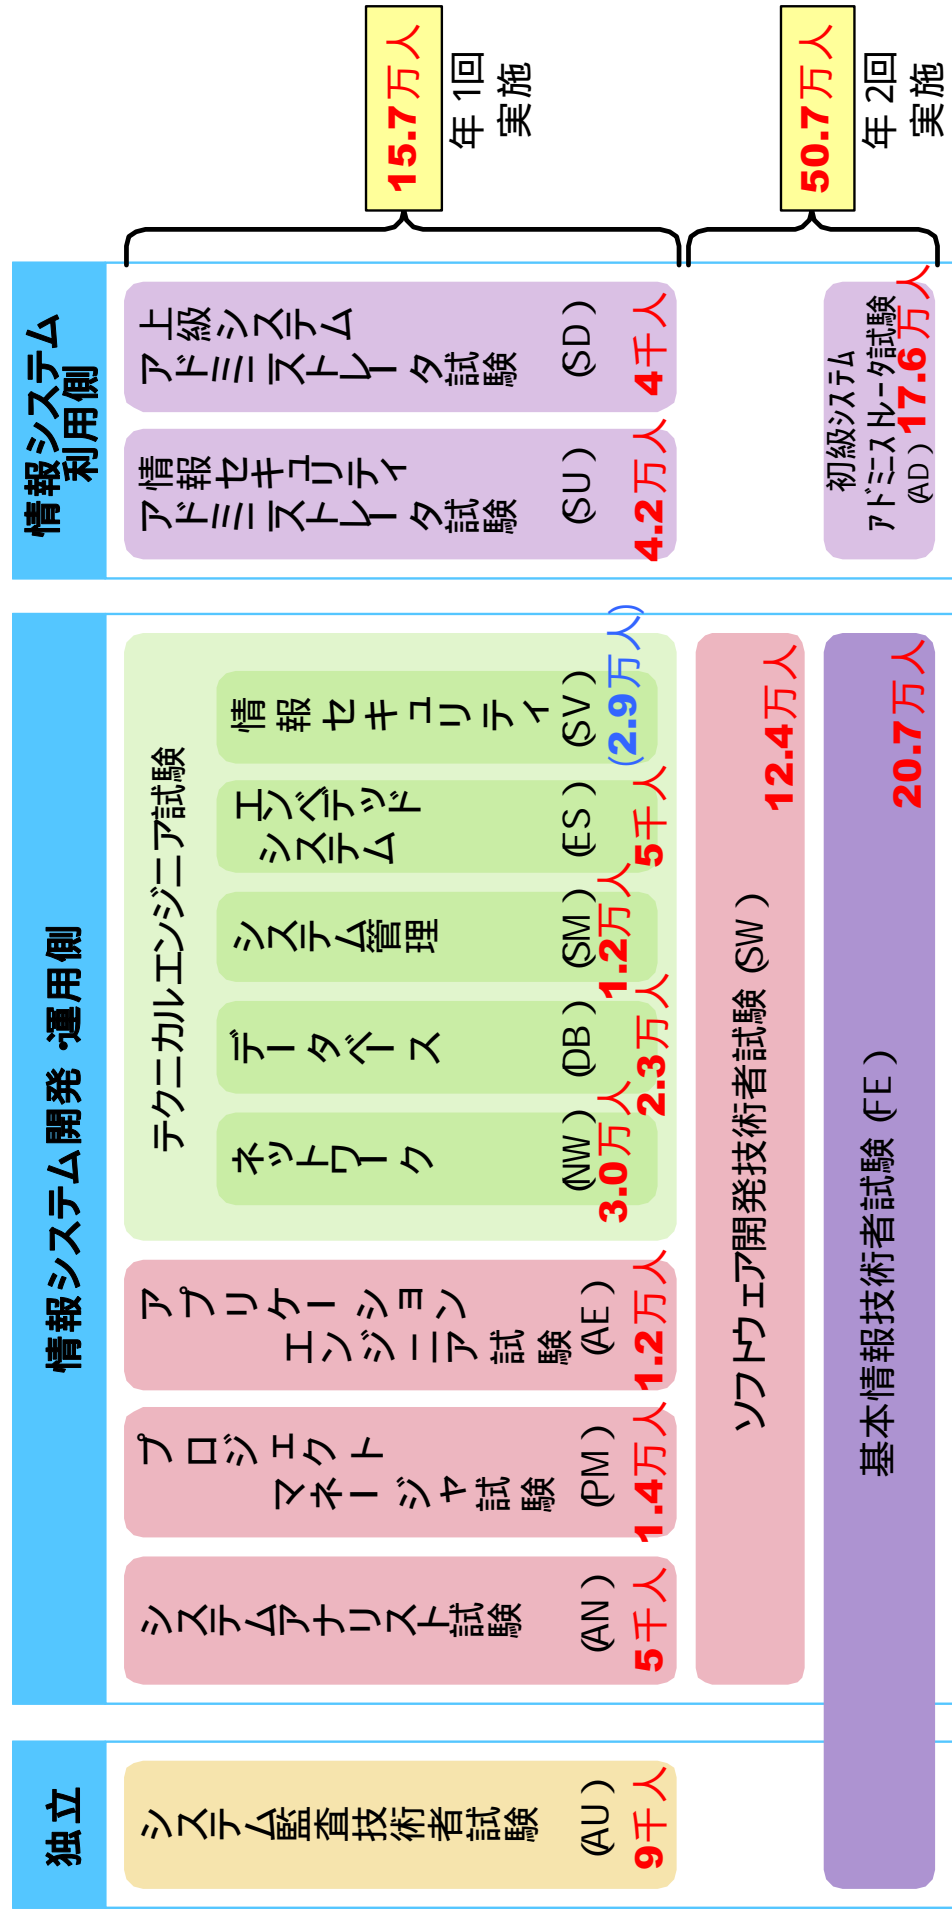 独立
情報システム開発・運用側
情報システム
利用側
システム監査技術者試験
(AU)
9千人
システムアナリスト試験
(AN)
5千人
プロジェクト
マネージャ試験
(PM)
1.4万人
アプリケーション
エンジニア試験
(AE)
1.2万人
テクニカルエンジニア試験
ネットワーク
(NW)
3.0万人
データベース
(DB)
2.3万人
システム管理
(SM)
1.2万人
エンベデッド
システム
(ES)
5千人
情報セキュリティ
(SV)
(2.9万人)
情報セキュリティ
アドミニストレータ試験
(SU)
4.2万人
上級システム
アドミニストレータ試験
(SD)
4千人
15.7万人
年1回
実施
ソフトウェア開発技術者試験(SW)
12.4万人
基本情報技術者試験(FE)
20.7万人
初級システム
アドミニストレータ試験
(AD)
17.6万人
50.7万人
年2回
実施